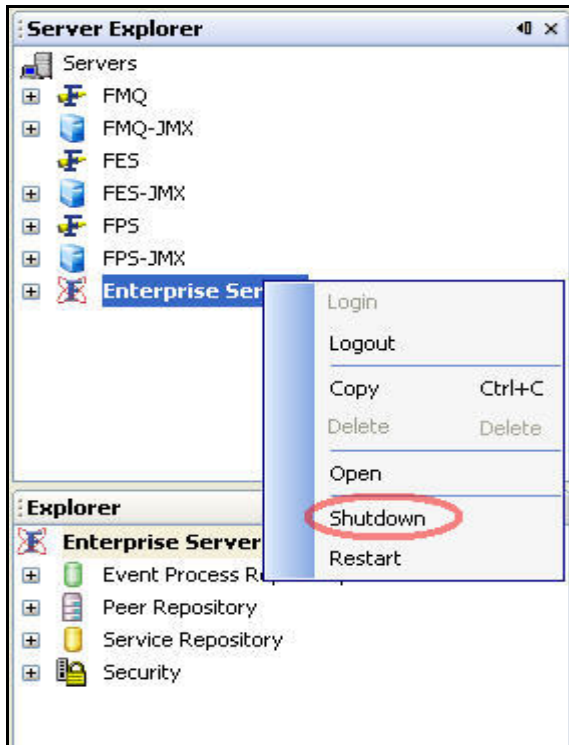 Server Explorer
Servers
FMQ
FMQ-JMX
FES
FES-JMX
FPS
FPS-JMX
Enterprise Ser
Login
Logout
Copy Ctrl+C
Delete Delete
Open
Shutdown
Restart
Explorer
Enterprise Server
Event Process
Peer Repository
Service Repository
Security